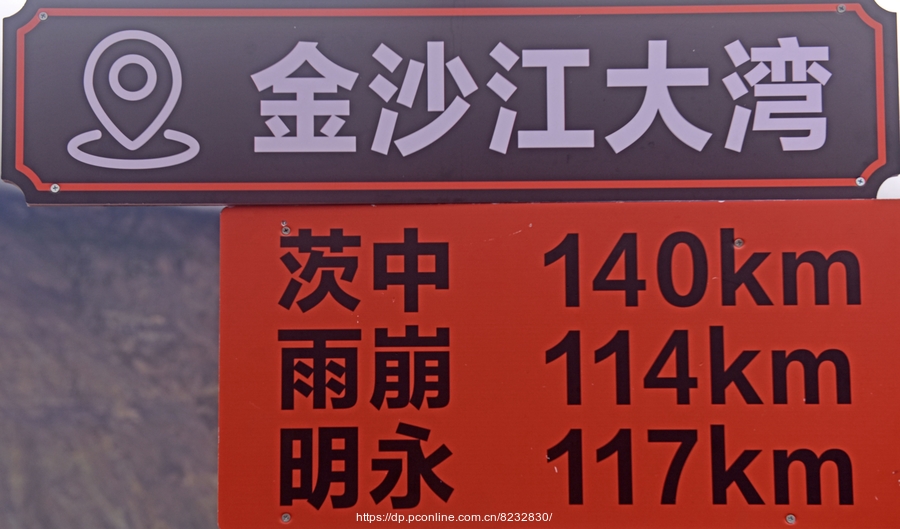 金沙江大湾
茨中 140km
雨崩 114km
明永 117km
https://dp.pconline.com.cn/8232830/